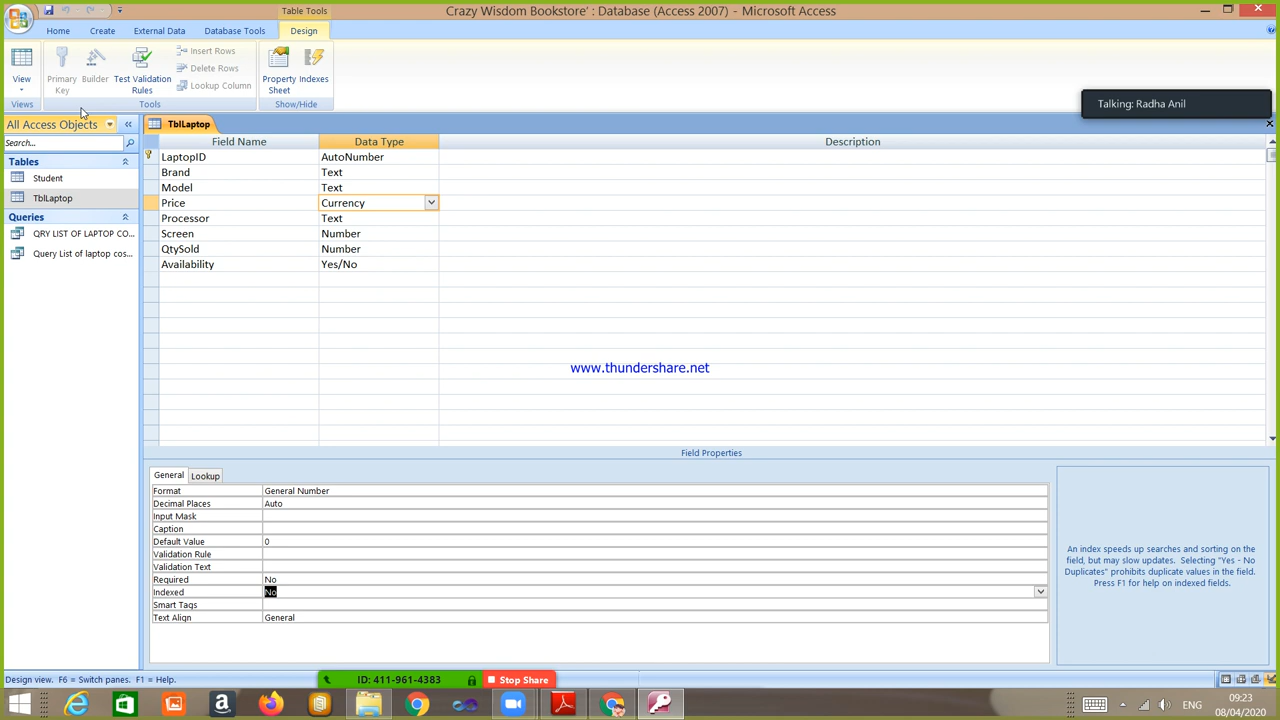 Table Tools
Crazy Wisdom Bookstore' : Database (Access 2007) - Microsoft Access
Home
Create
External Data
Database Tools
Design
View
Primary Key
Builder
Test Validation Rules
Insert Rows
Delete Rows
Lookup Column
Property Sheet
Indexes
Views
Tools
Show/Hide
Talking: Radha Anil
All Access Objects
Search...
Tables
Student
TblLaptop
Queries
QRY LIST OF LAPTOP CO...
Query List of laptop cos...
TblLaptop
Field Name Data Type Description
LaptopID AutoNumber
Brand Text
Model Text
Price Currency
Processor Text
Screen Number
QtySold Number
Availability Yes/No
www.thundershare.net
Field Properties
General Lookup
Format General Number
Decimal Places Auto
Input Mask
Caption
Default Value 0
Validation Rule
Validation Text
Required No
Indexed No
Smart Tags
Text Align General
An index speeds up searches and sorting on the
field, but may slow updates. Selecting "Yes - No
Duplicates" prohibits duplicate values in the field.
Press F1 for help on indexed fields.
Design view. F6 = Switch panes. F1 = Help.
ID: 411-961-4383
Stop Share
ENG
09:23
08/04/2020